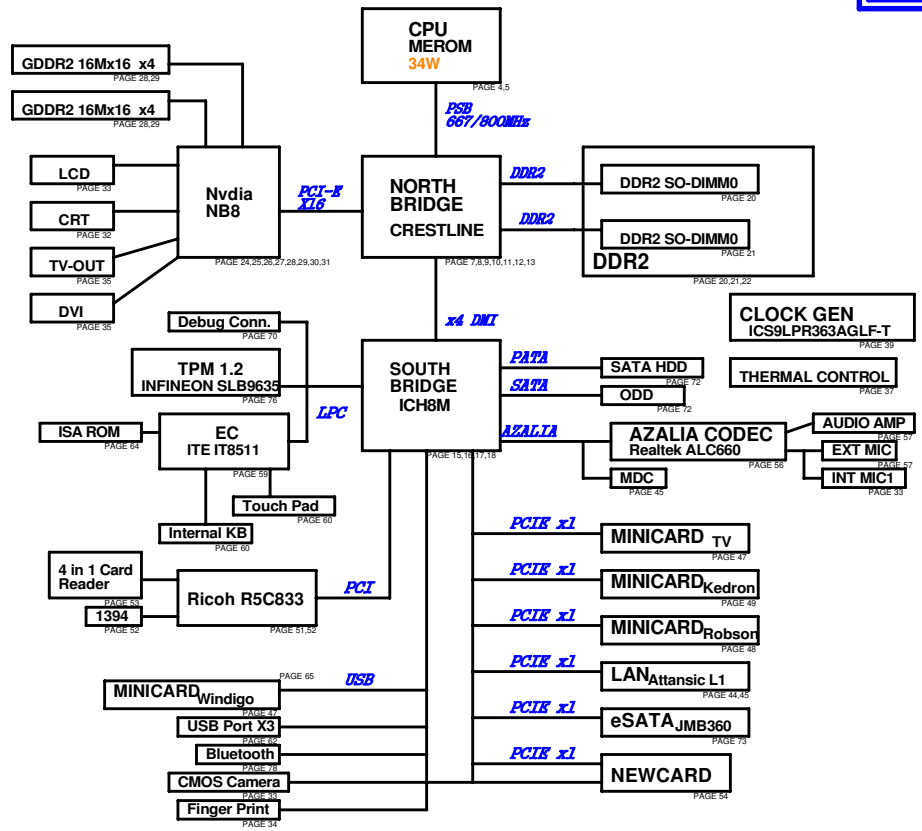 CPU
MEROM
34W
PAGE 4,5
GDDR2 16Mx16 x4
PAGE 28,29
GDDR2 16Mx16 x4
PAGE 28,29
PSB
667/800MHz
LCD
PAGE 33
CRT
PAGE 32
TV-OUT
PAGE 35
DVI
PAGE 35
Nvdia
NB8
PAGE 24,25,26,27,28,29,30,31
PCI-E
X16
NORTH
BRIDGE
CRESTLINE
PAGE 7,8,9,10,11,12,13
DDR2
DDR2
DDR2 SO-DIMM0
PAGE 20
DDR2 SO-DIMM0
PAGE 21
DDR2
PAGE 20,21,22
x4 DMI
CLOCK GEN
ICS9LPR363AGLF-T
PAGE 39
THERMAL CONTROL
PAGE 37
Debug Conn.
PAGE 70
TPM 1.2
INFINEON SLB9635
PAGE 76
LPC
ISA ROM
PAGE 64
EC
ITE IT8511
PAGE 59
Touch Pad
PAGE 60
Internal KB
PAGE 60
SOUTH
BRIDGE
ICH8M
PAGE 15,16,17,18
PATA
SATA HDD
PAGE 72
SATA
ODD
PAGE 72
AZALIA
AZALIA CODEC
Realtek ALC660
PAGE 56
AUDIO AMP
PAGE 57
EXT MIC
PAGE 57
INT MIC1
PAGE 33
MDC
PAGE 45
4 in 1 Card
Reader
PAGE 53
1394
PAGE 52
Ricoh R5C833
PAGE 51,52
PCI
PCIE x1
MINICARD TV
PAGE 47
PCIE x1
MINICARD Kedron
PAGE 49
PCIE x1
MINICARD Robson
PAGE 48
PCIE x1
LAN Attansic L1
PAGE 44,45
PCIE x1
eSATA JMB360
PAGE 73
PCIE x1
NEWCARD
PAGE 54
PAGE 65
USB
MINICARD Windigo
PAGE 47
USB Port X3
PAGE 62
Bluetooth
PAGE 78
CMOS Camera
PAGE 33
Finger Print
PAGE 34